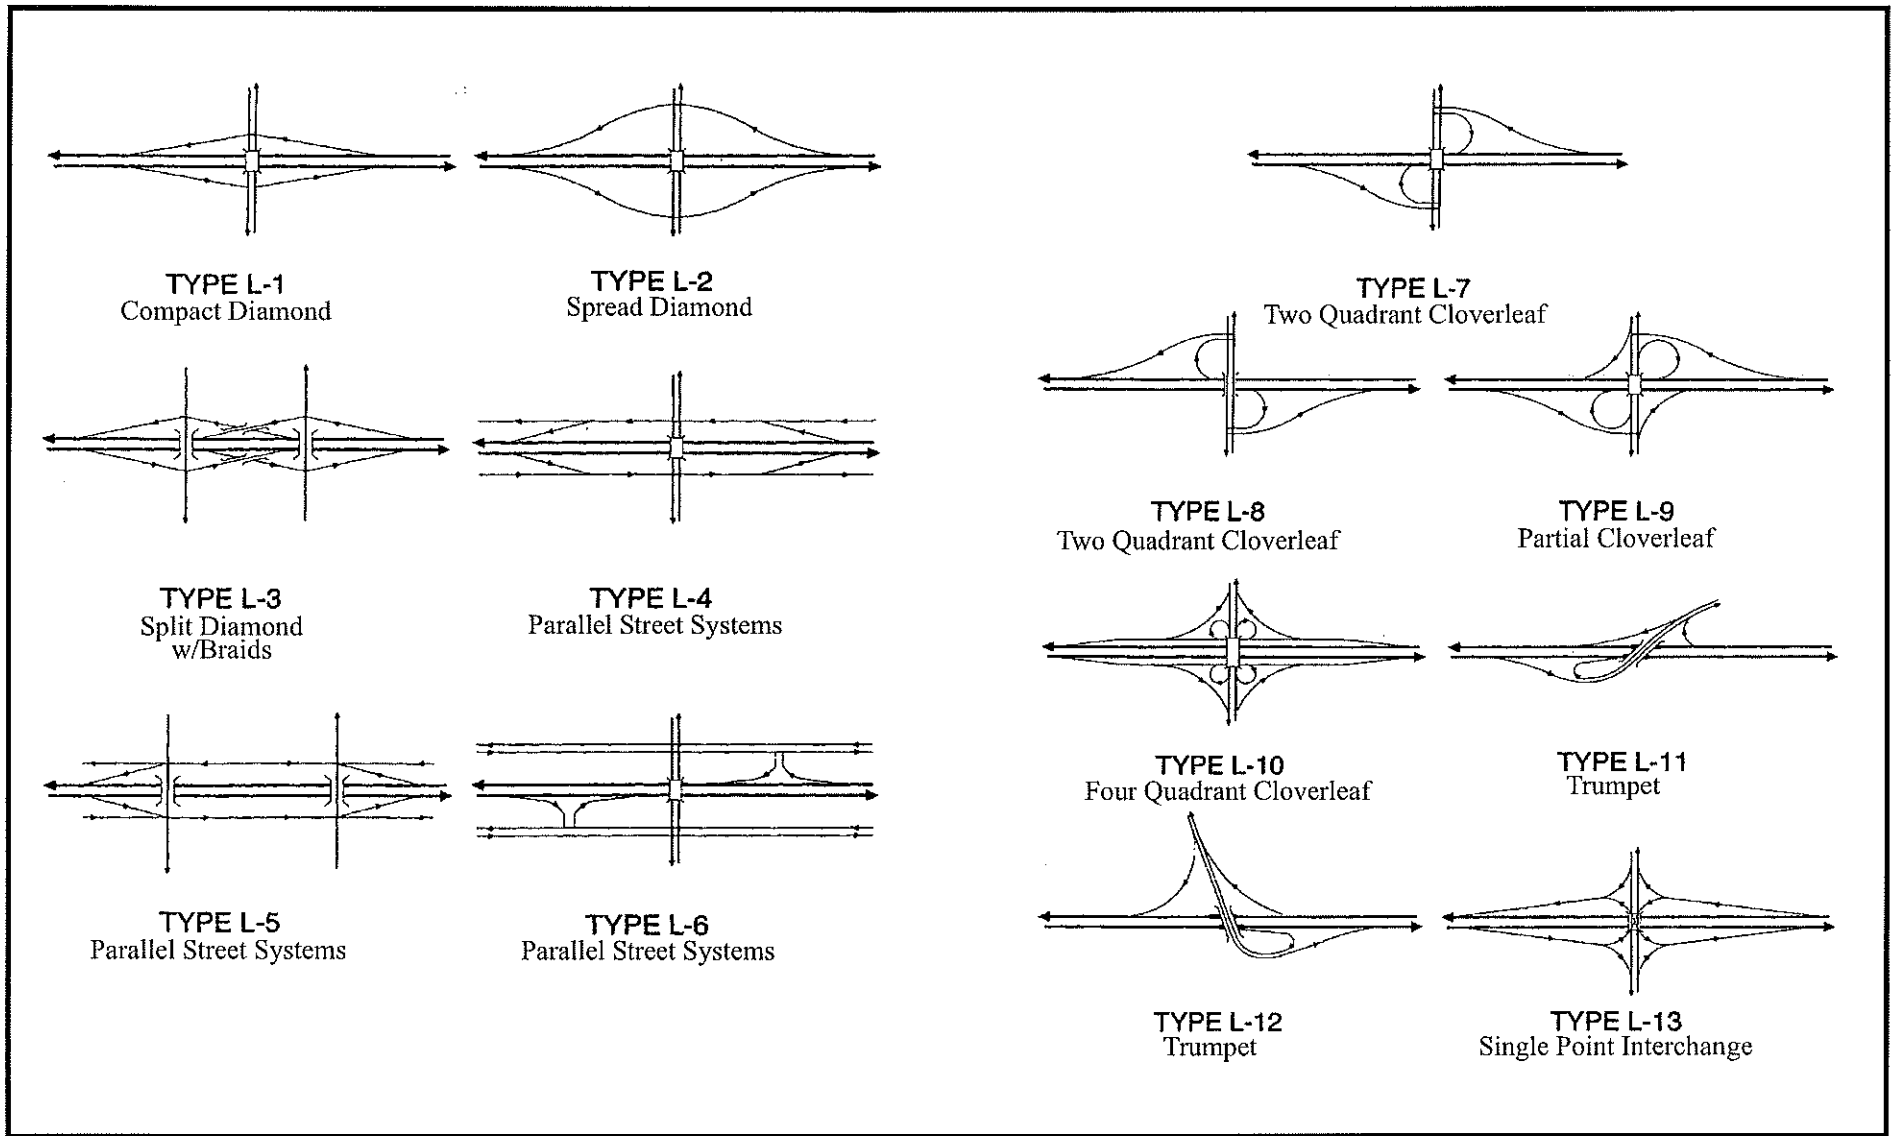 TYPE L-1
Compact Diamond
TYPE L-2
Spread Diamond
TYPE L-3
Split Diamond
w/Braids
TYPE L-4
Parallel Street Systems
TYPE L-5
Parallel Street Systems
TYPE L-6
Parallel Street Systems
TYPE L-7
Two Quadrant Cloverleaf
TYPE L-8
Two Quadrant Cloverleaf
TYPE L-9
Partial Cloverleaf
TYPE L-10
Four Quadrant Cloverleaf
TYPE L-11
Trumpet
TYPE L-12
Trumpet
TYPE L-13
Single Point Interchange